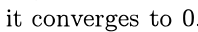 it converges to 0.